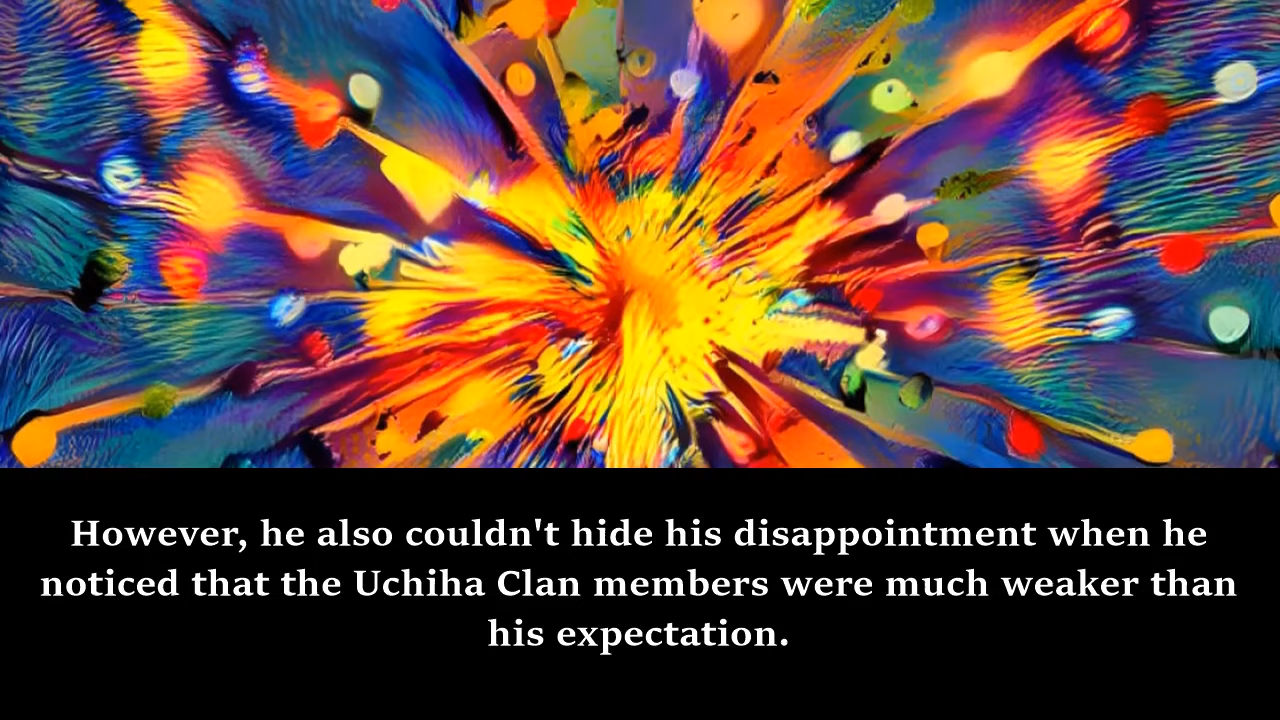 However, he also couldn't hide his disappointment when he
noticed that the Uchiha Clan members were much weaker than
his expectation.